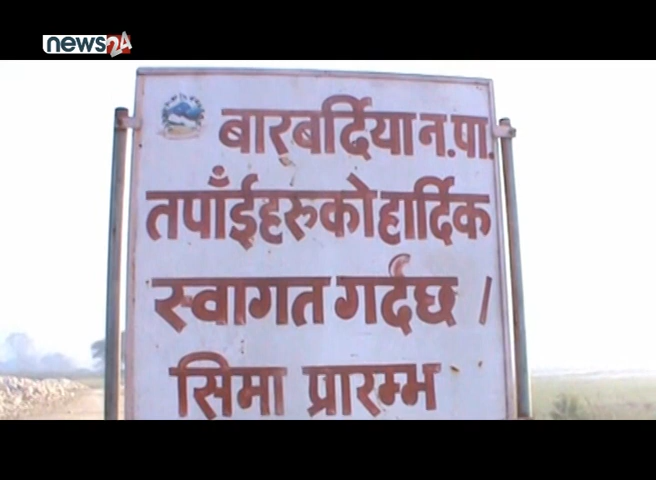 news24
बारबर्दिया न.पा.
तपाँईहरुको हार्दिक
स्वागत गर्दछ ।
सिमा प्रारम्भ